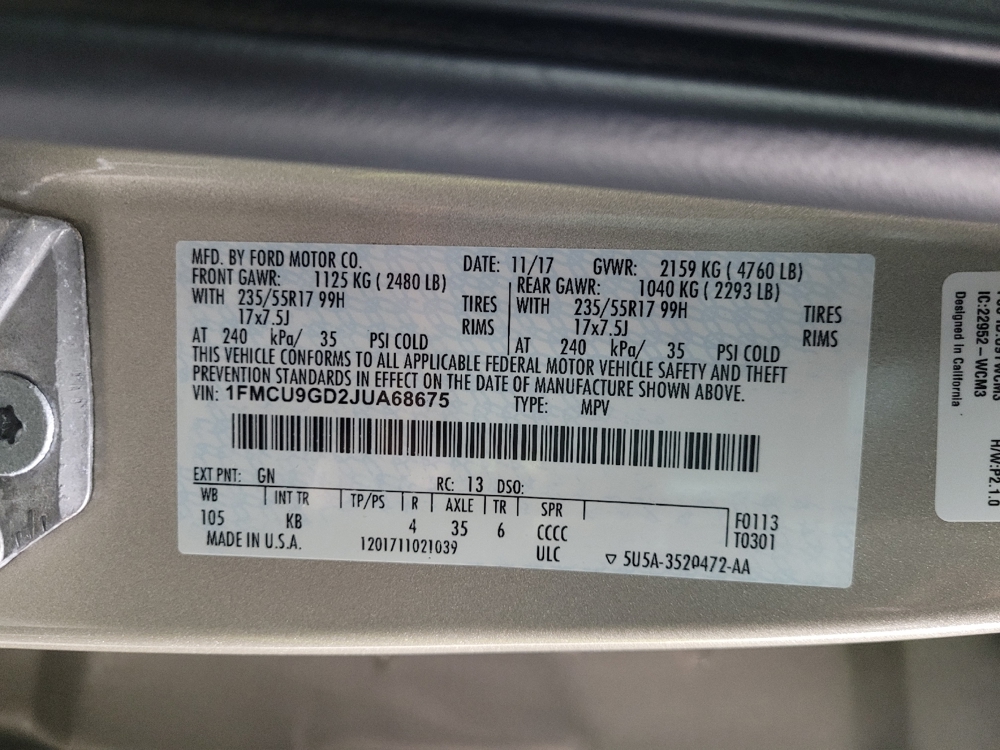 MFD. BY FORD MOTOR CO. DATE: 11/17 GVWR: 2159 KG ( 4760 LB)
FRONT GAWR: 1125 KG ( 2480 LB) REAR GAWR: 1040 KG ( 2293 LB)
WITH 235/55R17 99H TIRES WITH 235/55R17 99H TIRES
17x7.5J RIMS 17x7.5J RIMS
AT 240 kPa/ 35 PSI COLD AT 240 kPa/ 35 PSI COLD
THIS VEHICLE CONFORMS TO ALL APPLICABLE FEDERAL MOTOR VEHICLE SAFETY AND THEFT
PREVENTION STANDARDS IN EFFECT ON THE DATE OF MANUFACTURE SHOWN ABOVE.
VIN: 1FMCU9GD2JUA68675 TYPE: MPV
EXT PNT: GN RC: 13 DSO:
WB INT TR TP/PS R AXLE TR SPR
105 KB 4 35 6 CCCC F0113
MADE IN U.S.A. 1201711021039 ULC T0301
▽ 5U5A-3520472-AA
IC:22952 – WCM3
Designed in California H/W:P2.1.0